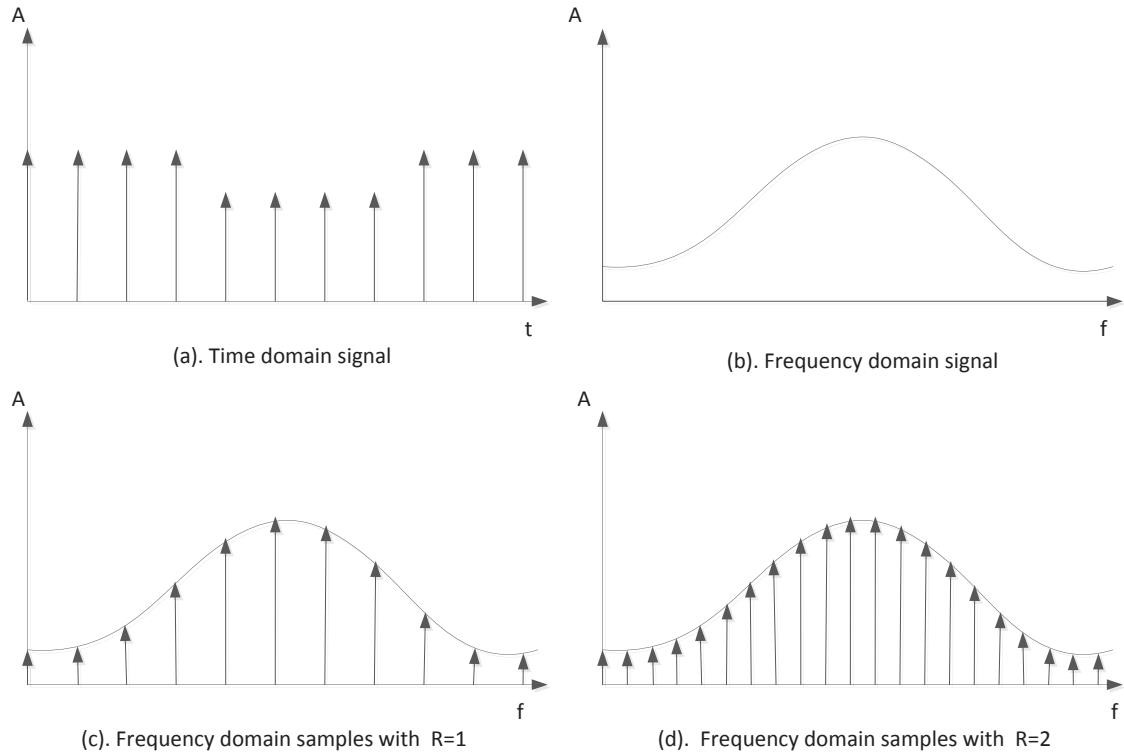 A
t
(a). Time domain signal
A
f
(b). Frequency domain signal
A
f
(c). Frequency domain samples with R=1
A
f
(d). Frequency domain samples with R=2